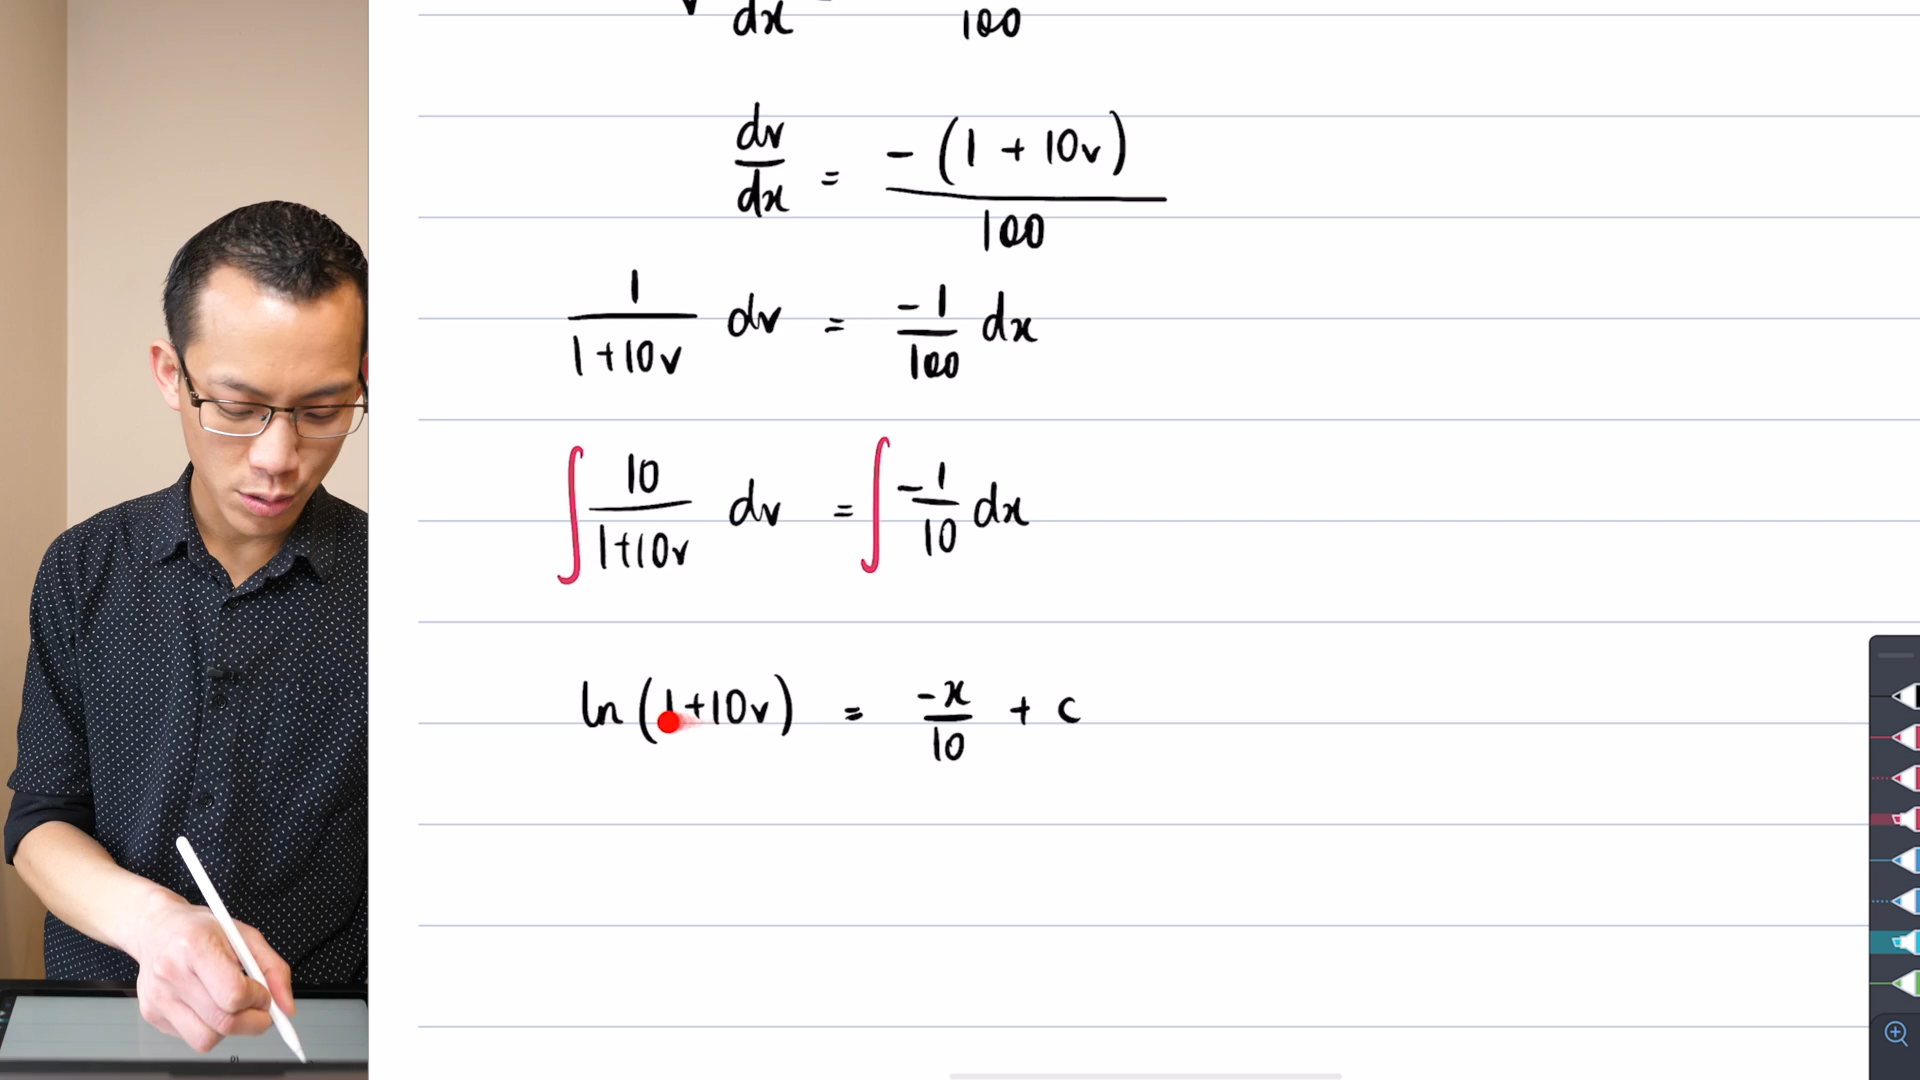 dx 100
dv/dx = -(1 + 10v)/100
1/(1+10v) dv = -1/100 dx
∫ 10/(1+10v) dv = ∫ -1/10 dx
ln(1+10v) = -x/10 + c